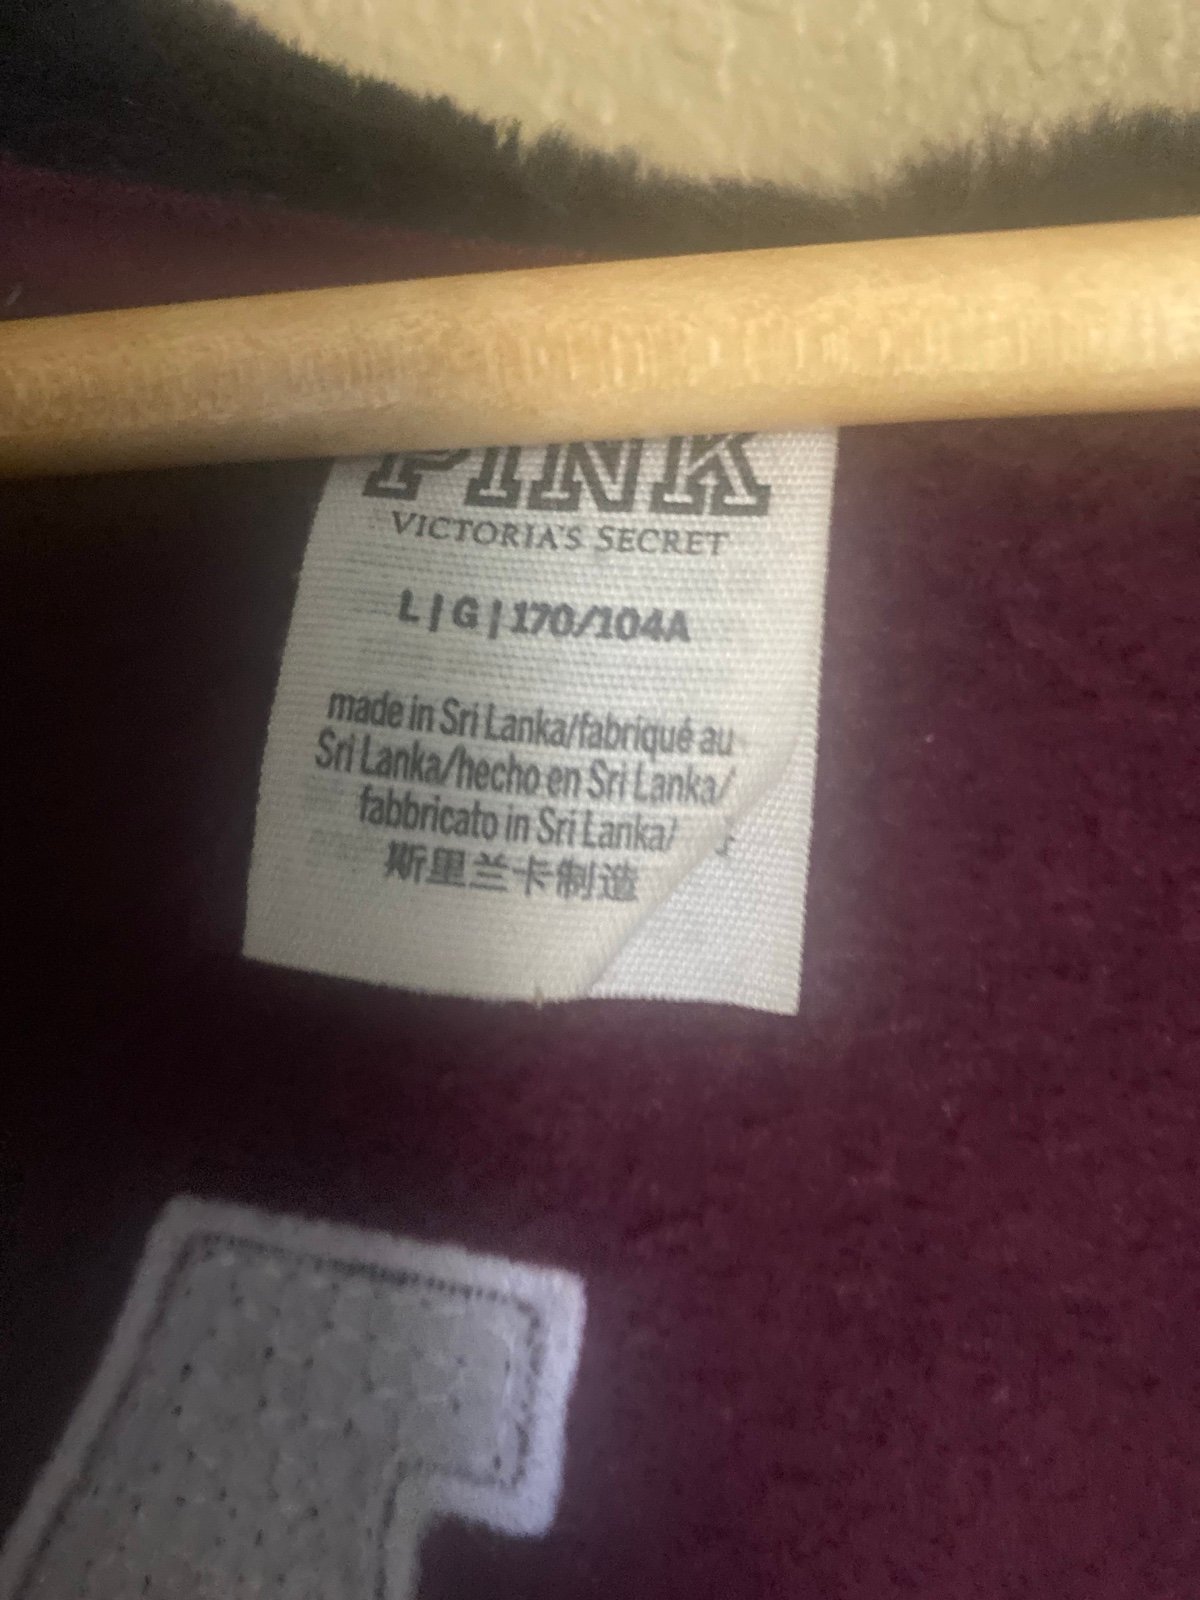 PINK
VICTORIA'S SECRET
L | G | 170/104A
made in Sri Lanka/fabriqué au
Sri Lanka/hecho en Sri Lanka/
fabbricato in Sri Lanka/
斯里兰卡制造